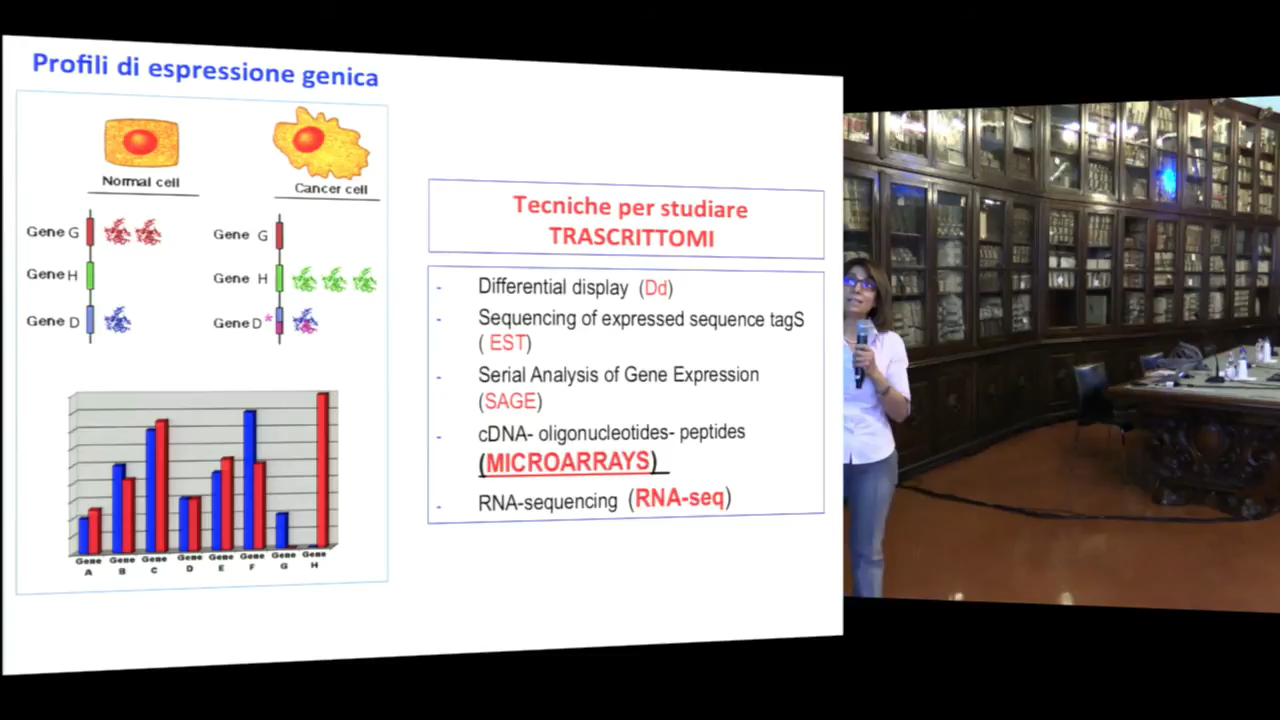 Profili di espressione genica
Normal cell
Cancer cell
Gene G
Gene G
Gene H
Gene H
Gene D
Gene D *
Gene A
Gene B
Gene C
Gene D
Gene E
Gene F
Gene G
Gene H
Tecniche per studiare
TRASCRITTOMI
- Differential display (Dd)
- Sequencing of expressed sequence tagS
( EST)
- Serial Analysis of Gene Expression
(SAGE)
- cDNA- oligonucleotides- peptides
(MICROARRAYS)
- RNA-sequencing (RNA-seq)